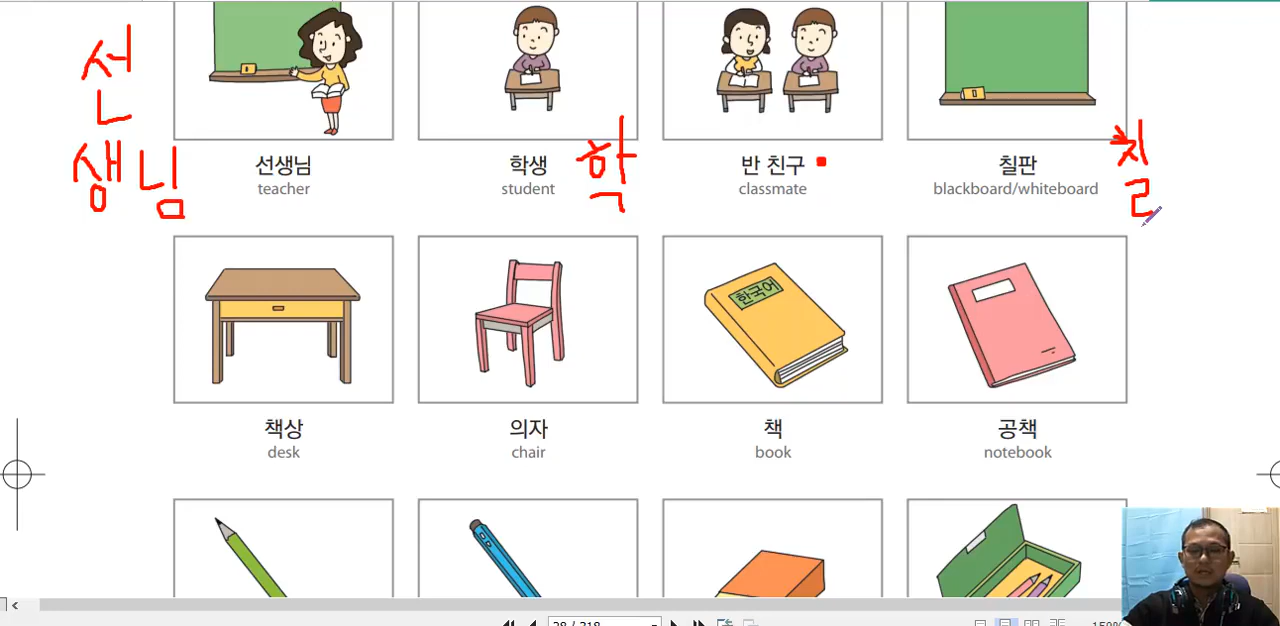 선
생님
학
칠
선생님 학생 반 친구 칠판
teacher student classmate blackboard/whiteboard
한국어
책상 의자 책 공책
desk chair book notebook